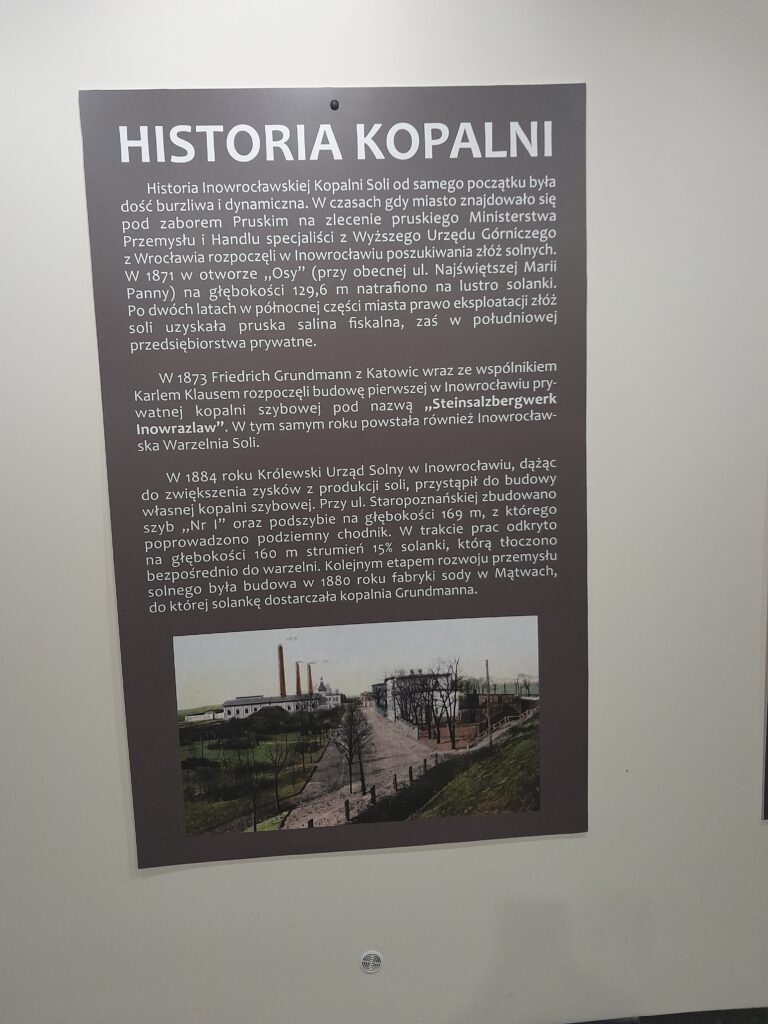 HISTORIA KOPALNI
Historia Inowrocławskiej Kopalni Soli od samego początku była
dość burzliwa i dynamiczna. W czasach gdy miasto znajdowało się
pod zaborem Pruskim na zlecenie pruskiego Ministerstwa
Przemysłu i Handlu specjaliści z Wyższego Urzędu Górniczego
z Wrocławia rozpoczęli w Inowrocławiu poszukiwania złóż solnych.
W 1871 w otworze „Osy” (przy obecnej ul. Najświętszej Marii
Panny) na głębokości 129,6 m natrafiono na lustro solanki.
Po dwóch latach w północnej części miasta prawo eksploatacji złóż
soli uzyskała pruska salina fiskalna, zaś w południowej
przedsiębiorstwa prywatne.
W 1873 Friedrich Grundmann z Katowic wraz ze wspólnikiem
Karlem Klausem rozpoczęli budowę pierwszej w Inowrocławiu pry-
watnej kopalni szybowej pod nazwą „Steinsalzbergwerk
Inowrazlaw”. W tym samym roku powstała również Inowrocław-
ska Warzelnia Soli.
W 1884 roku Królewski Urząd Solny w Inowrocławiu, dążąc
do zwiększenia zysków z produkcji soli, przystąpił do budowy
własnej kopalni szybowej. Przy ul. Staropoznańskiej zbudowano
szyb „Nr I” oraz podszybie na głębokości 169 m, z którego
poprowadzono podziemny chodnik. W trakcie prac odkryto
na głębokości 160 m strumień 15% solanki, którą tłoczono
bezpośrednio do warzelni. Kolejnym etapem rozwoju przemysłu
solnego była budowa w 1880 roku fabryki sody w Mątwach,
do której solankę dostarczała kopalnia Grundmanna.